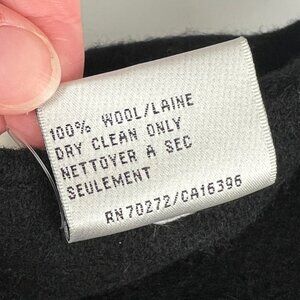 100% WOOL/LAINE
DRY CLEAN ONLY
NETTOYER A SEC
SEULEMENT
RN70272/CA16396